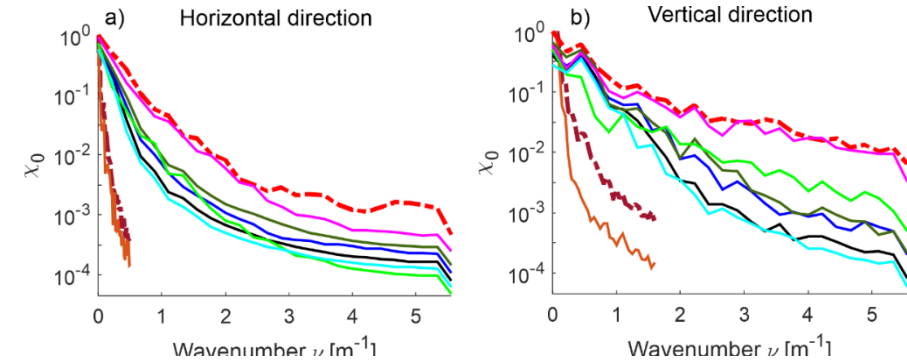 a) Horizontal direction
10⁰
10⁻¹
10⁻²
10⁻³
10⁻⁴
χ₀
0 1 2 3 4 5
Wavenumber ν [m⁻¹]
b) Vertical direction
10⁰
10⁻¹
10⁻²
10⁻³
10⁻⁴
χ₀
0 1 2 3 4 5
Wavenumber ν [m⁻¹]